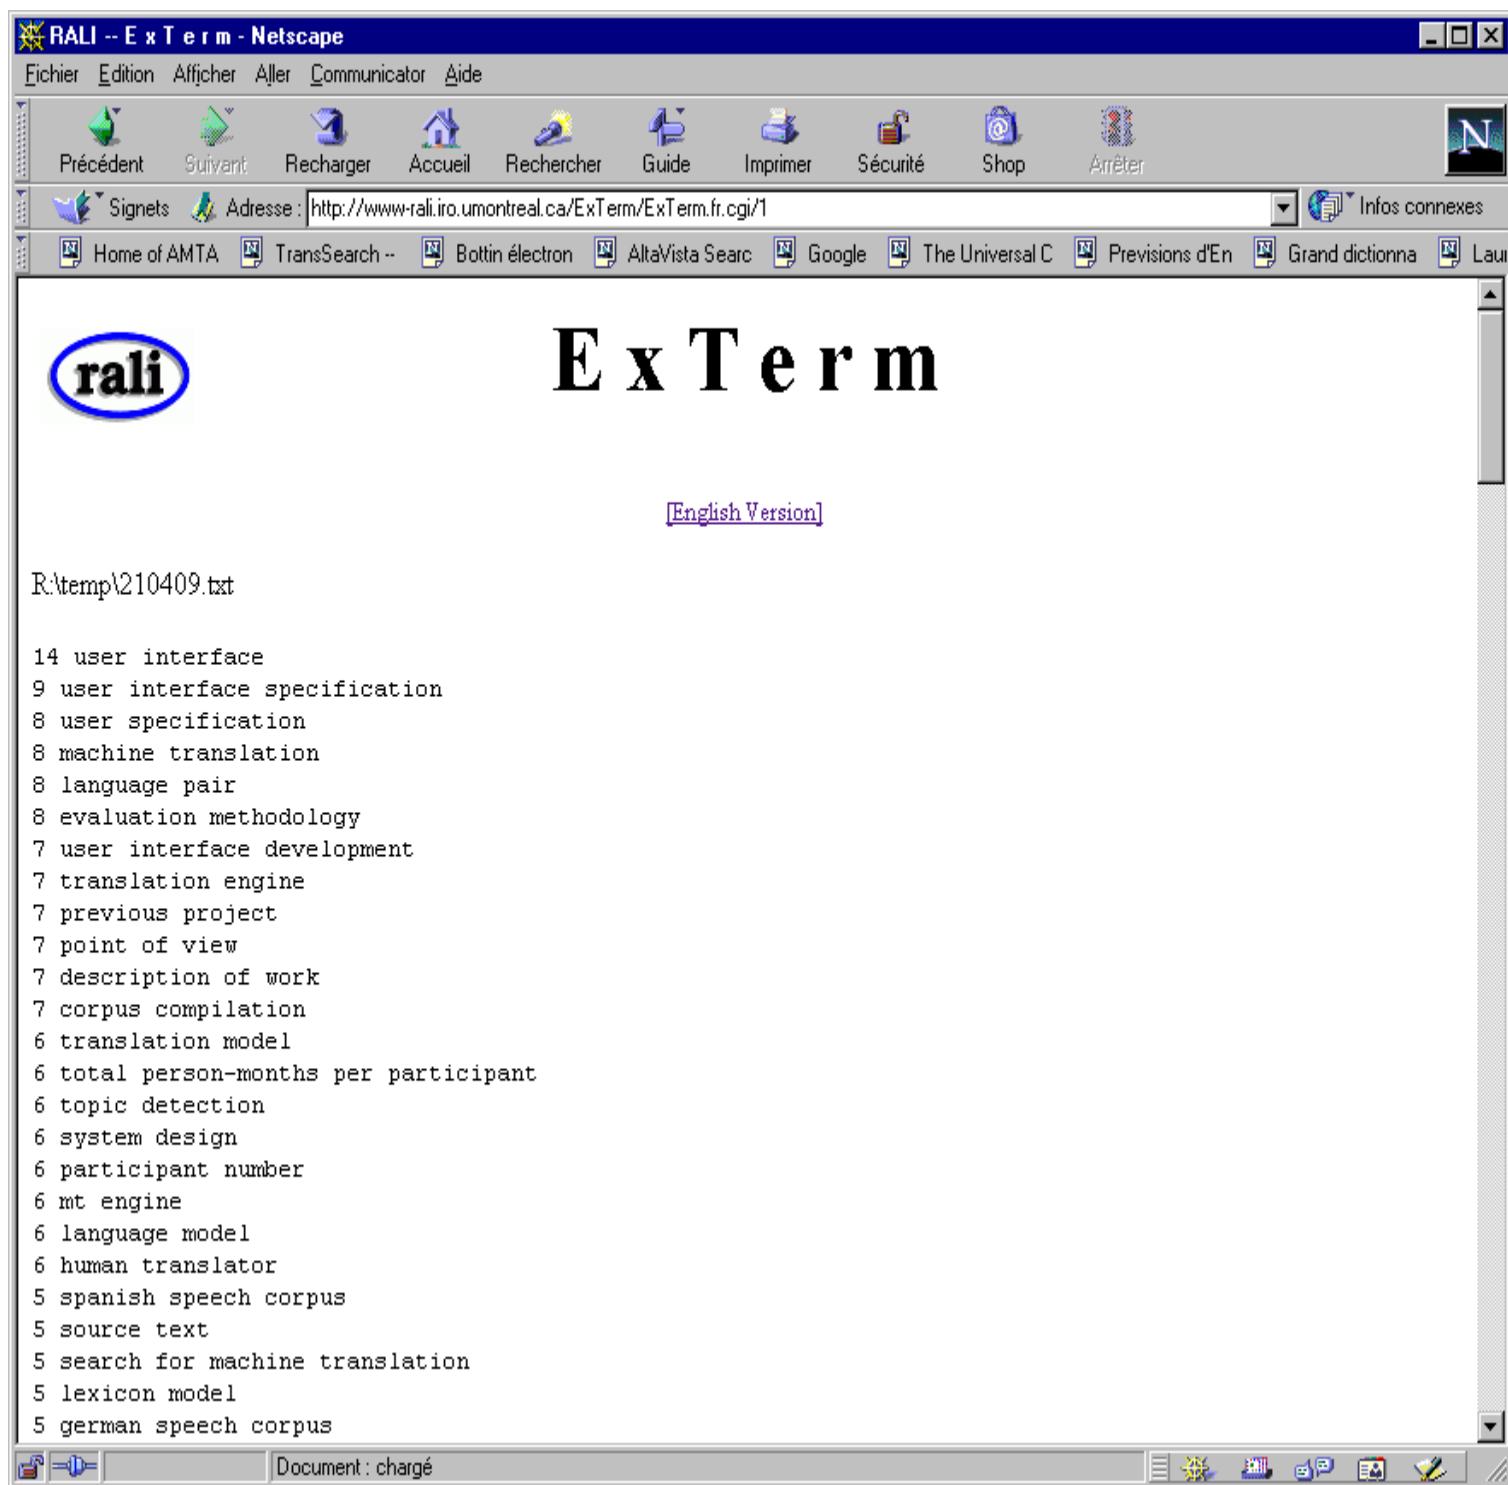 RALI -- E x T e r m - Netscape
Fichier Edition Afficher Aller Communicator Aide
Précédent Suivant Recharger Accueil Rechercher Guide Imprimer Sécurité Shop Arrêter
N
Signets Adresse : http://www-rali.iro.umontreal.ca/ExTerm/ExTerm.fr.cgi/1 Infos connexes
Home of AMTA TransSearch -- Bottin électron AltaVista Searc Google The Universal C Previsions d'En Grand dictionna Lau
rali
E x T e r m
[English Version]
R:\temp\210409.txt
14 user interface
9 user interface specification
8 user specification
8 machine translation
8 language pair
8 evaluation methodology
7 user interface development
7 translation engine
7 previous project
7 point of view
7 description of work
7 corpus compilation
6 translation model
6 total person-months per participant
6 topic detection
6 system design
6 participant number
6 mt engine
6 language model
6 human translator
5 spanish speech corpus
5 source text
5 search for machine translation
5 lexicon model
5 german speech corpus
Document : chargé